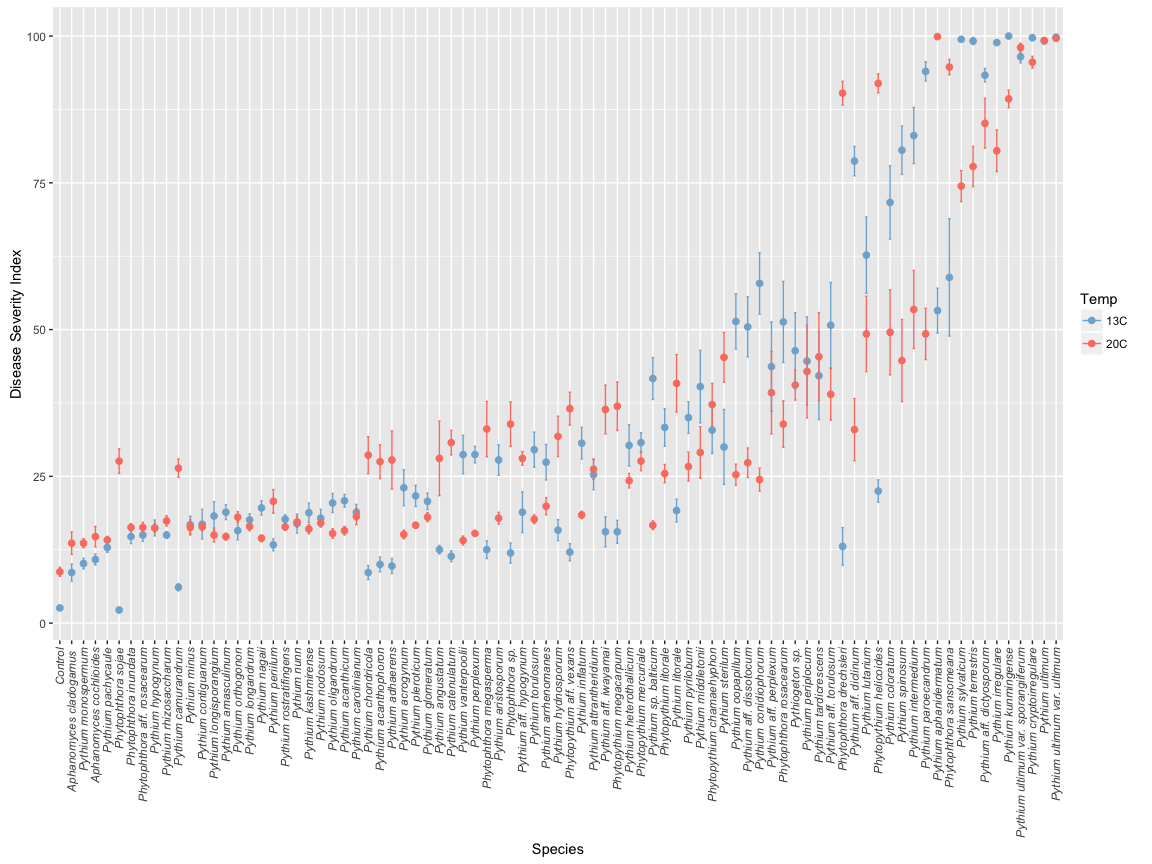 100
75
50
25
0
Disease Severity Index
Control
Aphanomyces cladogamus
Pythium monospermum
Aphanomyces cochlioides
Pythium pachycaule
Phytophthora sojae
Phytophthora inundata
Phytophthora aff. rosacearum
Pythium hypogynum
Pythium rhizosaccharum
Pythium camurandrum
Pythium minus
Pythium contiguanum
Pythium longisporangium
Pythium amasculinum
Pythium orthogonon
Pythium longandrum
Pythium nagaii
Pythium periilum
Pythium rostratifingens
Pythium nunn
Pythium kashmirense
Pythium nodosum
Pythium oligandrum
Pythium acanthicum
Pythium carolinianum
Pythium chondricola
Pythium acanthophoron
Pythium adhaerens
Pythium acrogynum
Pythium pleroticum
Pythium glomeratum
Pythium angustatum
Pythium catenulatum
Pythium vanterpoolii
Pythium perplexum
Phytophthora megasperma
Pythium aristosporum
Phytophthora sp.
Pythium aff. hypogynum
Pythium torulosum
Pythium arrhenomanes
Pythium hydnosporum
Phytopythium aff. vexans
Pythium inflatum
Pythium attrantheridium
Pythium aff. iwayamai
Phytopythium megacarpum
Pythium heterothallicum
Phytopythium mercuriale
Pythium sp. balticum
Phytopythium litorale
Pythium litorale
Pythium pyrilobum
Pythium middletonii
Phytopythium chamaehyphon
Pythium sterilum
Pythium oopapillum
Pythium aff. dissotocum
Pythium conidiophorum
Pythium aff. perplexum
Phytophthora rosacearum
Pythiogeton sp.
Pythium periplocum
Pythium tardicrescens
Pythium aff. torulosum
Phytophthora drechsleri
Pythium aff. diclinum
Pythium lutarium
Phytopythium helicoides
Pythium coloratum
Pythium spinosum
Pythium intermedium
Pythium paroecandrum
Pythium aphanidermatum
Phytophthora sansomeana
Pythium sylvaticum
Pythium terrestris
Pythium aff. dictyosporum
Pythium irregulare
Pythium kunmingense
Pythium ultimum var. sporangiiferum
Pythium cryptoirregulare
Pythium ultimum
Pythium ultimum var. ultimum
Species
Temp
13C
20C